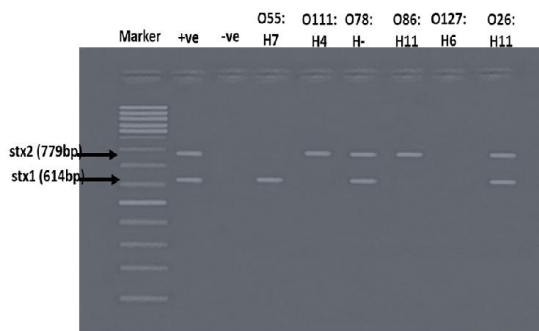 Marker
+ve
-ve
O55:
H7
O111:
H4
O78:
H-
O86:
H11
O127:
H6
O26:
H11
stx2 (779bp)
stx1 (614bp)